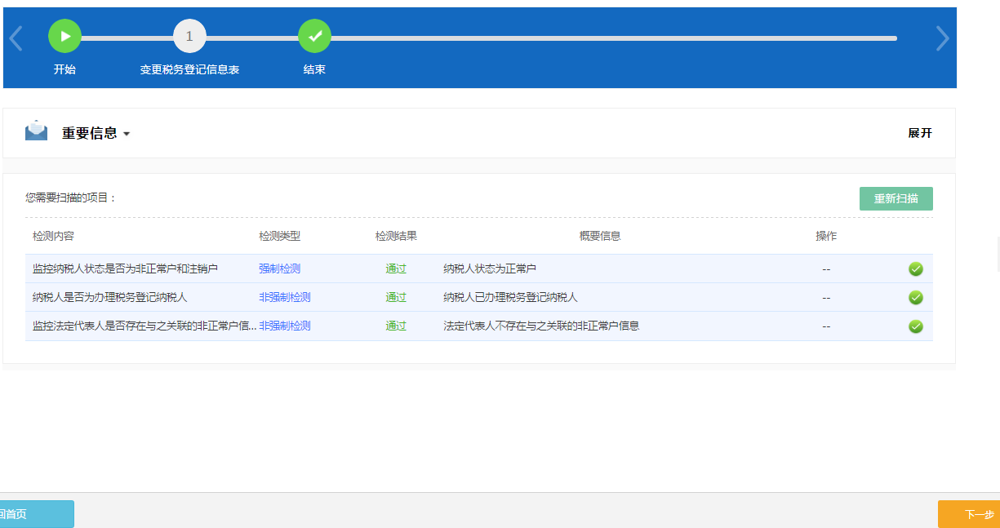 1
开始
变更税务登记信息表
结束
重要信息
展开
您需要扫描的项目：
重新扫描
检测内容 检测类型 检测结果 概要信息 操作
监控纳税人状态是否为非正常户和注销户 强制检测 通过 纳税人状态为正常户 --
纳税人是否为办理税务登记纳税人 非强制检测 通过 纳税人已办理税务登记纳税人 --
监控法定代表人是否存在与之关联的非正常户信... 非强制检测 通过 法定代表人不存在与之关联的非正常户信息 --
回首页
下一步